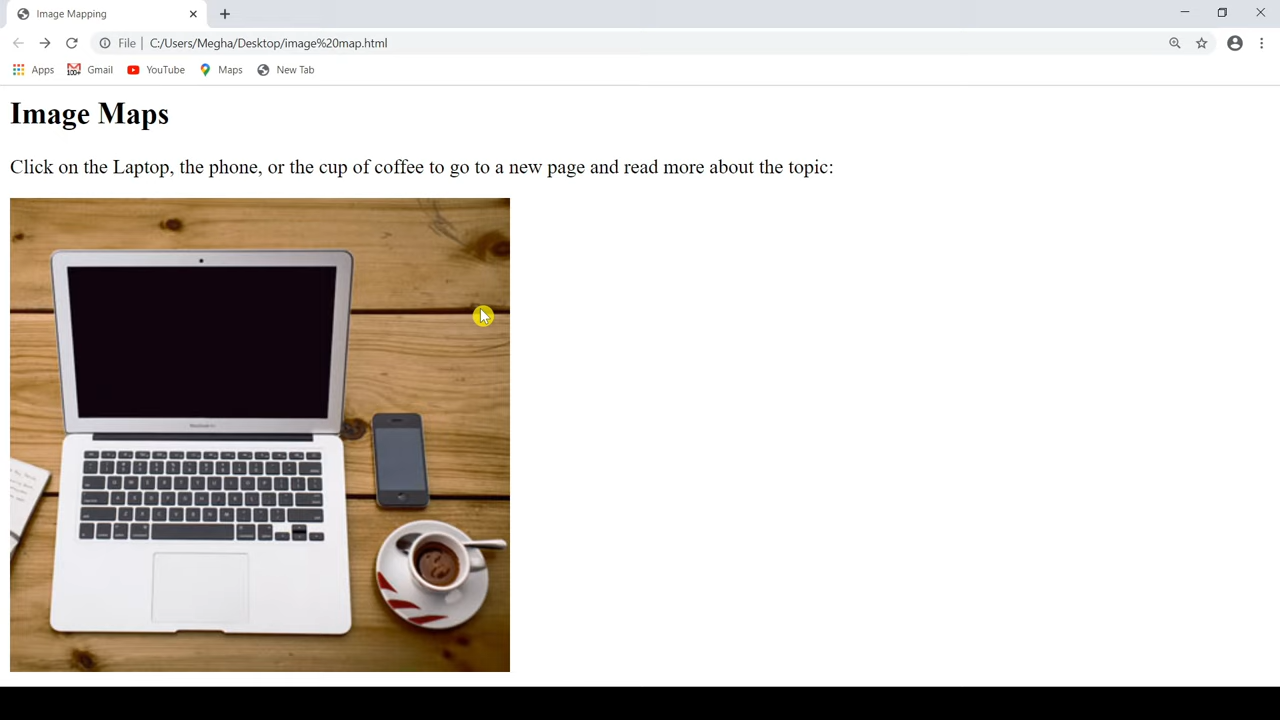 Image Mapping
File
C:/Users/Megha/Desktop/image%20map.html
Apps
100+
Gmail
YouTube
Maps
New Tab
Image Maps
Click on the Laptop, the phone, or the cup of coffee to go to a new page and read more about the topic: